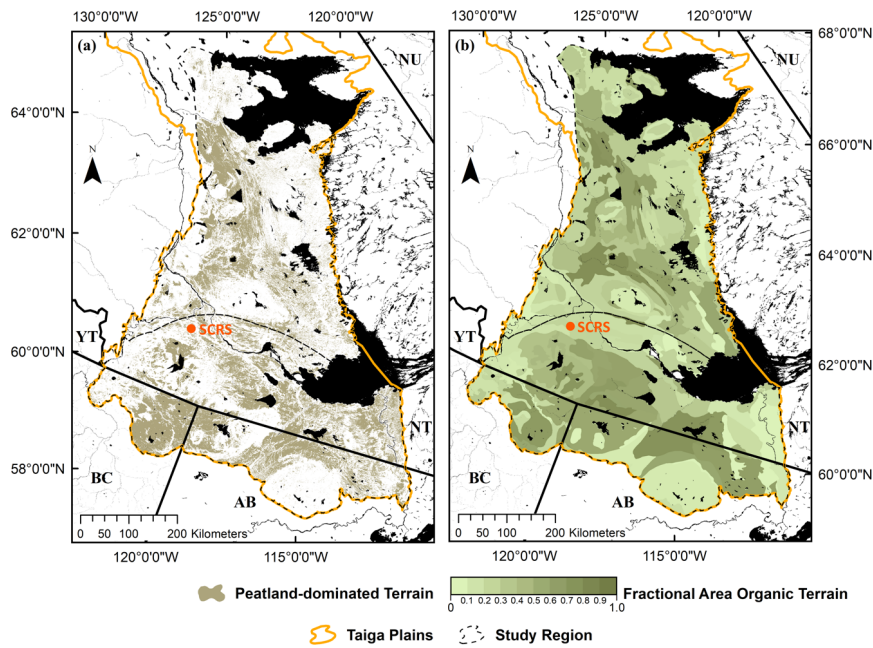 130°0'0"W 125°0'0"W 120°0'0"W
130°0'0"W 125°0'0"W 120°0'0"W
(a)
NU
64°0'0"N
N
62°0'0"N
SCRS
60°0'0"N
YT
NT
58°0'0"N
BC
AB
0 50 100 200 Kilometers
120°0'0"W 115°0'0"W
(b)
NU
68°0'0"N
66°0'0"N
N
64°0'0"N
SCRS
YT
62°0'0"N
NT
60°0'0"N
BC
AB
0 50 100 200 Kilometers
120°0'0"W 115°0'0"W
Peatland-dominated Terrain
0.1 0.2 0.3 0.4 0.5 0.6 0.7 0.8 0.9
0 1.0
Fractional Area Organic Terrain
Taiga Plains
Study Region